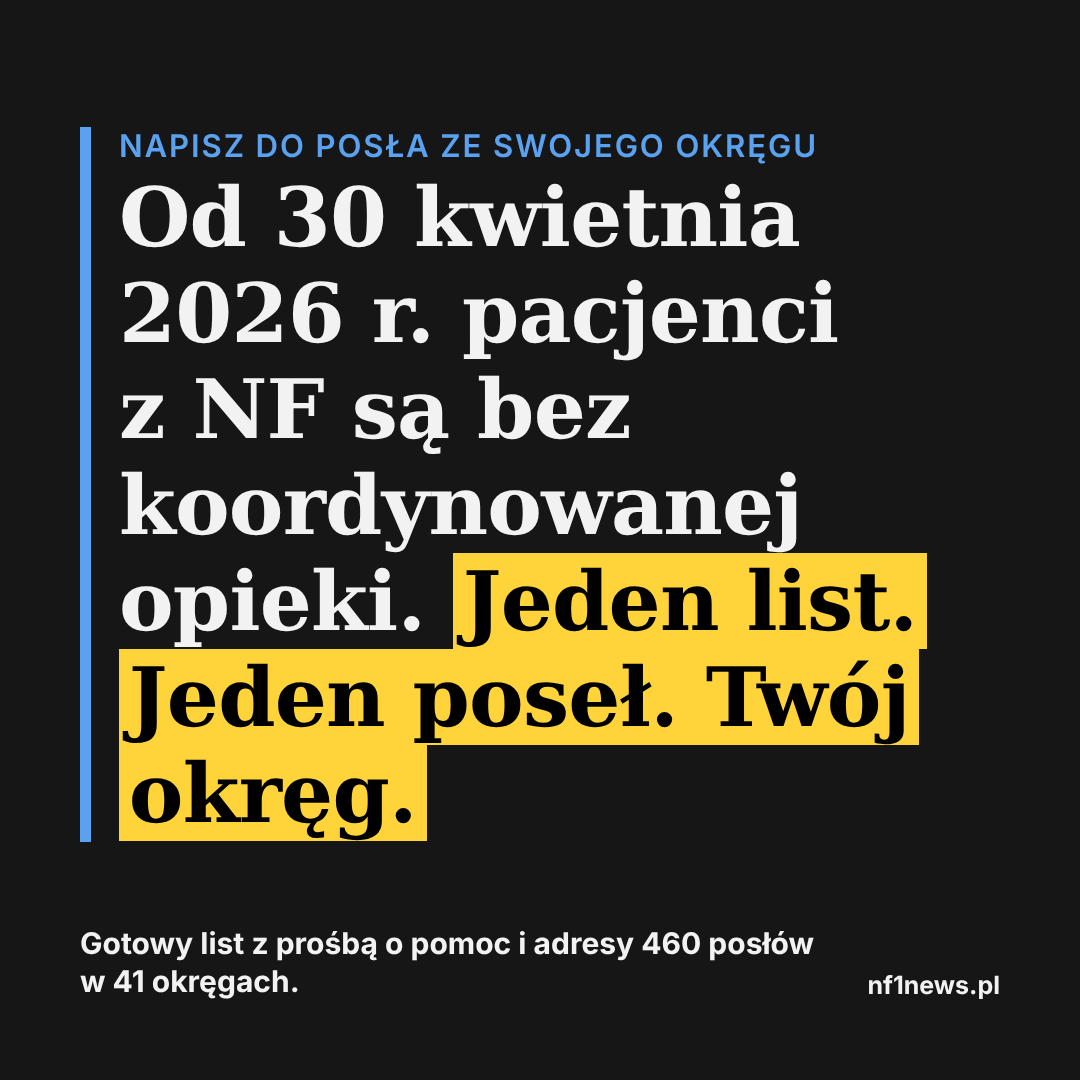 NAPISZ DO POSŁA ZE SWOJEGO OKRĘGU
Od 30 kwietnia
2026 r. pacjenci
z NF są bez
koordynowanej
opieki. Jeden list.
Jeden poseł. Twój
okręg.
Gotowy list z prośbą o pomoc i adresy 460 posłów
w 41 okręgach.
nf1news.pl